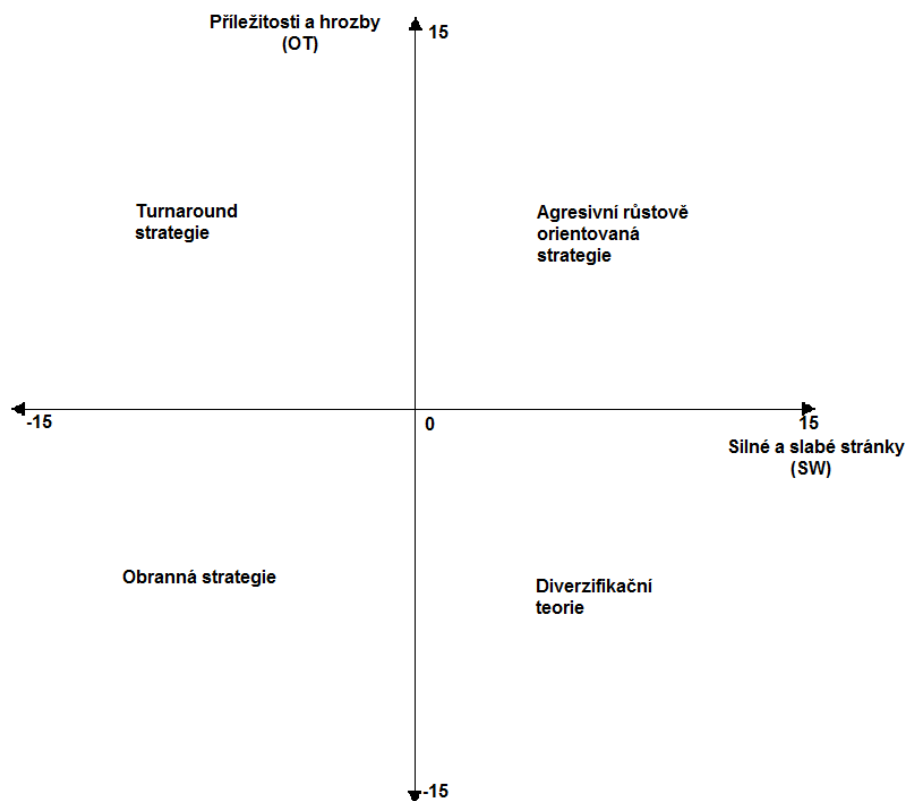 Příležitosti a hrozby
(OT)
15
Turnaround
strategie
Agresivní růstově
orientovaná
strategie
-15
0
15
Silné a slabé stránky
(SW)
Obranná strategie
Diverzifikační
teorie
-15